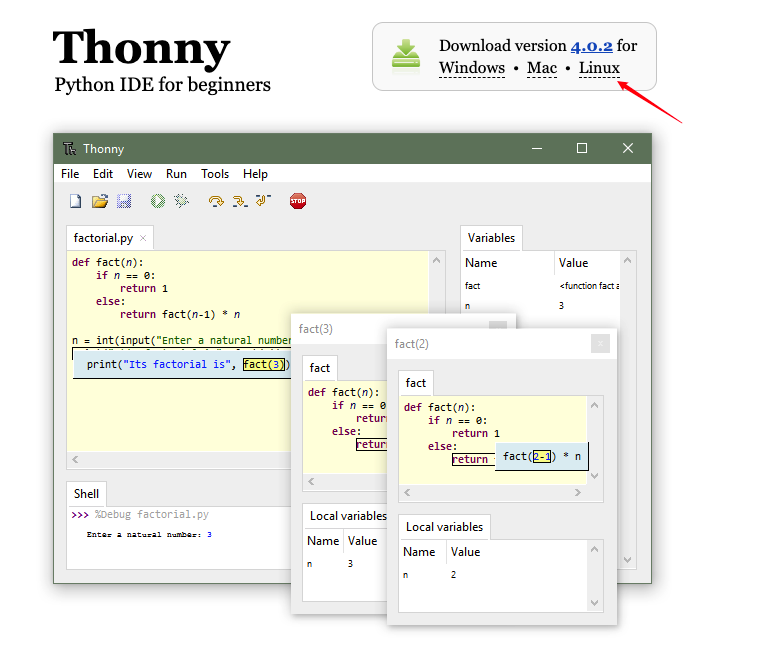 Thonny
Python IDE for beginners
Download version 4.0.2 for
Windows • Mac • Linux
Thonny
File Edit View Run Tools Help
STOP
factorial.py
def fact(n):
if n == 0:
return 1
else:
return fact(n-1) * n
n = int(input("Enter a natural number
print("Its factorial is", fact(3))
Shell
>>> %Debug factorial.py
Enter a natural number: 3
Variables
Name Value
fact <function fact a
n 3
fact(3)
fact
def fact(n):
if n == 0
retur
else:
retur
Local variables
Name Value
n 3
fact(2)
fact
def fact(n):
if n == 0:
return 1
else:
return fact(2-1) * n
Local variables
Name Value
n 2